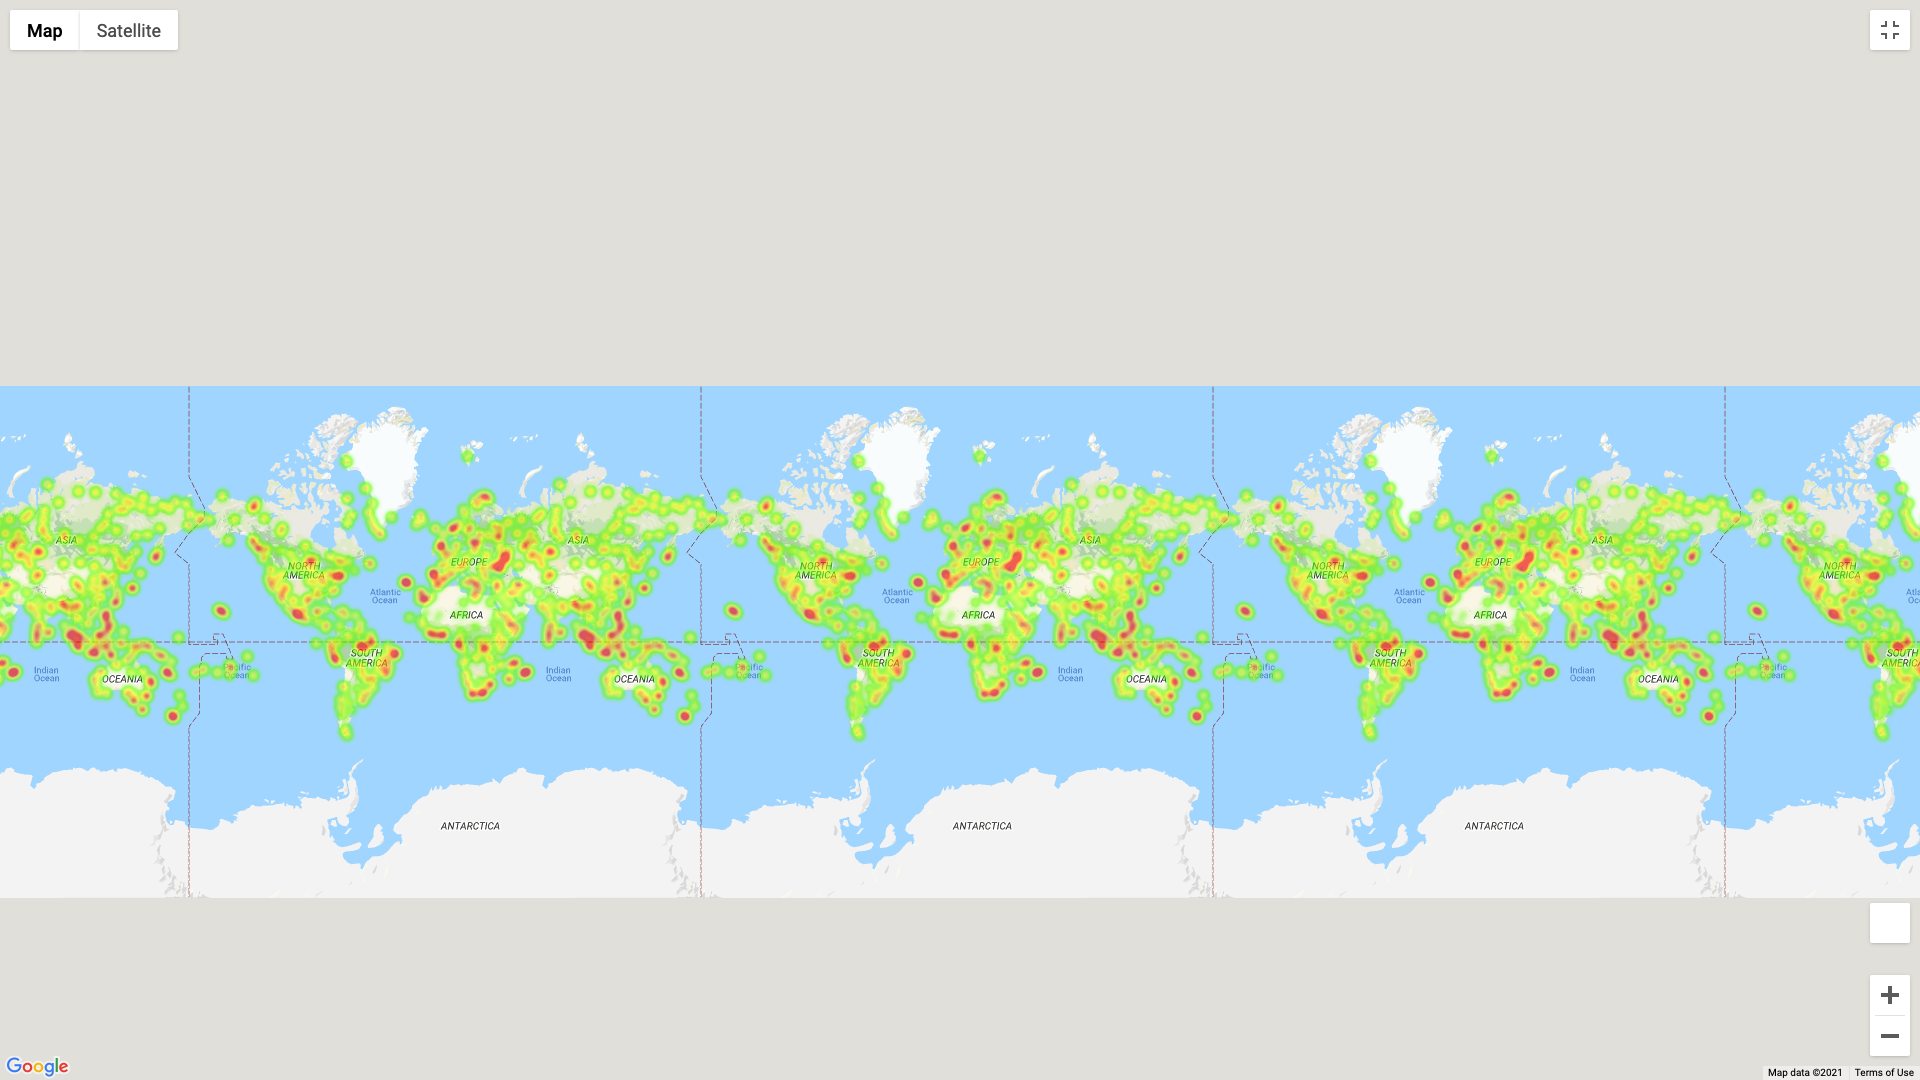 Map Satellite
ASIA
EUROPE
ASIA
EUROPE
ASIA
EUROPE
ASIA
NORTH
AMERICA
NORTH
AMERICA
NORTH
AMERICA
NORTH
AMERICA
Atlantic
Ocean
Atlantic
Ocean
Atlantic
Ocean
AFRICA
AFRICA
AFRICA
SOUTH
AMERICA
SOUTH
AMERICA
SOUTH
AMERICA
Indian
Ocean
Indian
Ocean
Indian
Ocean
Indian
Ocean
Pacific
Ocean
Pacific
Ocean
Pacific
Ocean
OCEANIA
OCEANIA
OCEANIA
OCEANIA
ANTARCTICA
ANTARCTICA
ANTARCTICA
Google
Map data ©2021 Terms of Use